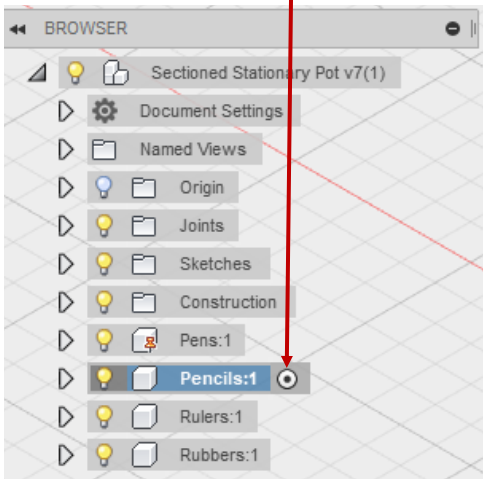 BROWSER
Sectioned Stationary Pot v7(1)
Document Settings
Named Views
Origin
Joints
Sketches
Construction
Pens:1
Pencils:1
Rulers:1
Rubbers:1